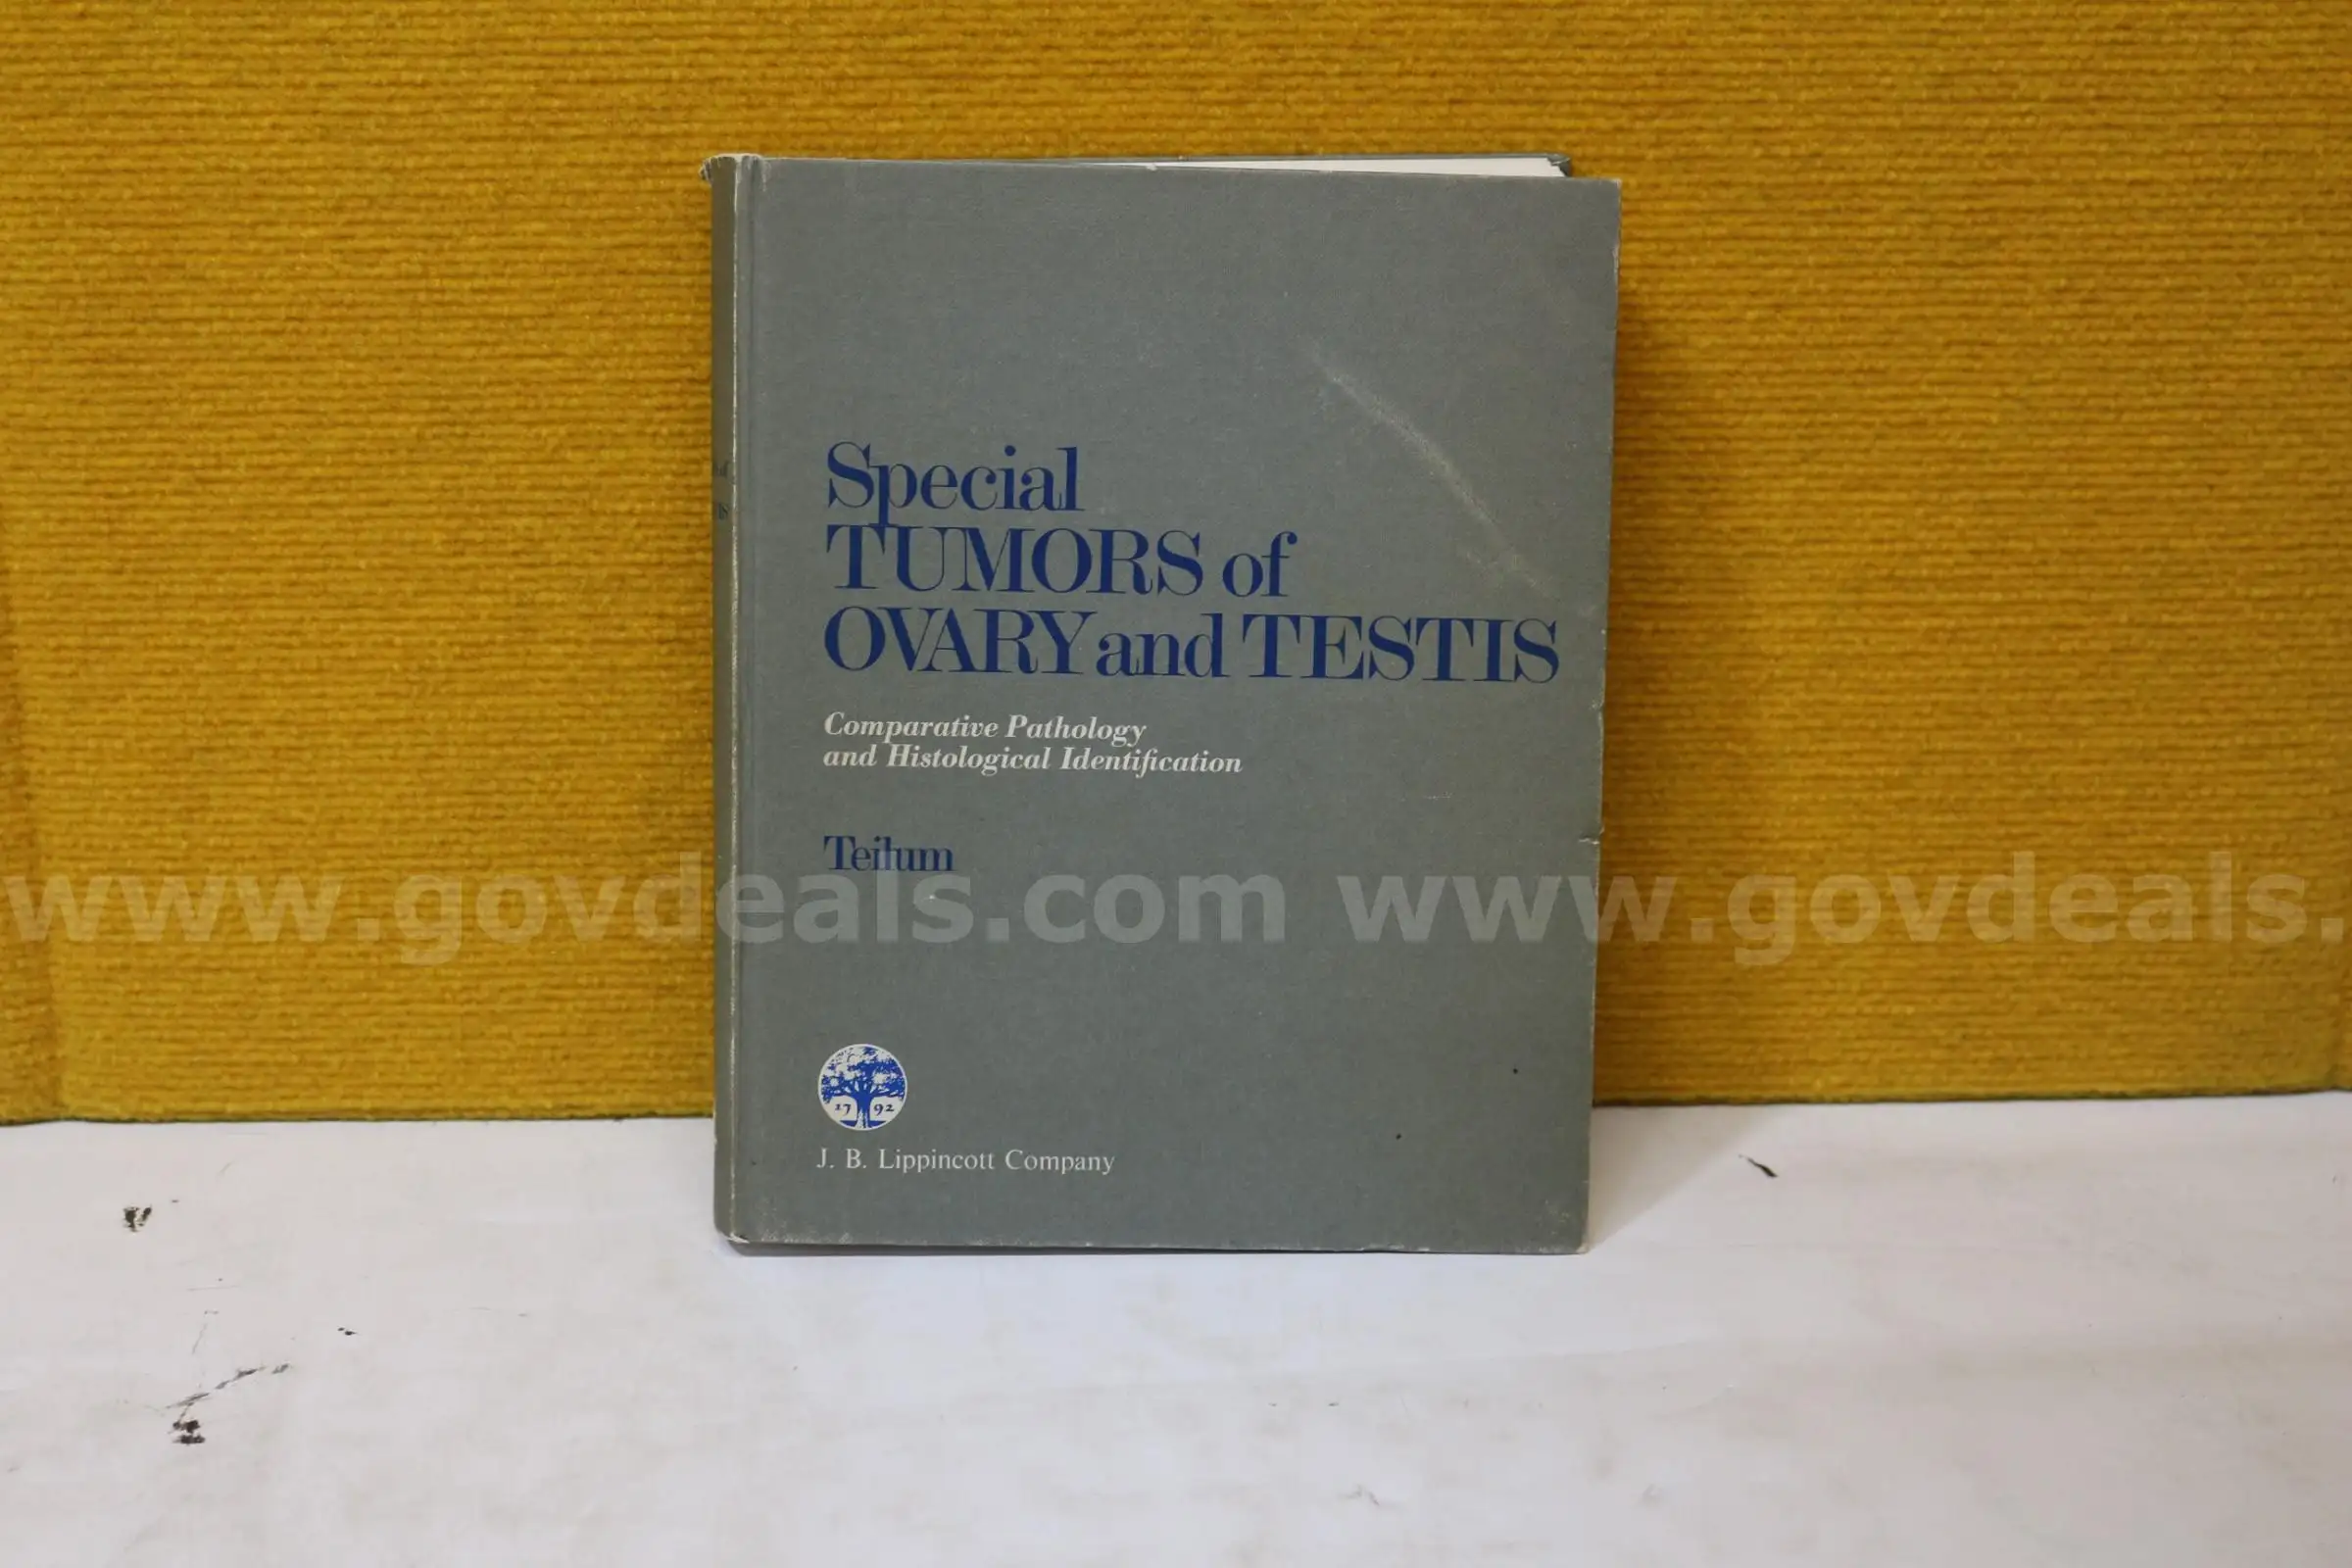 Special
TUMORS of
OVARY and TESTIS
Comparative Pathology
and Histological Identification
Teilum
www.govdeals.com www.govdeals.
17 92
J. B. Lippincott Company